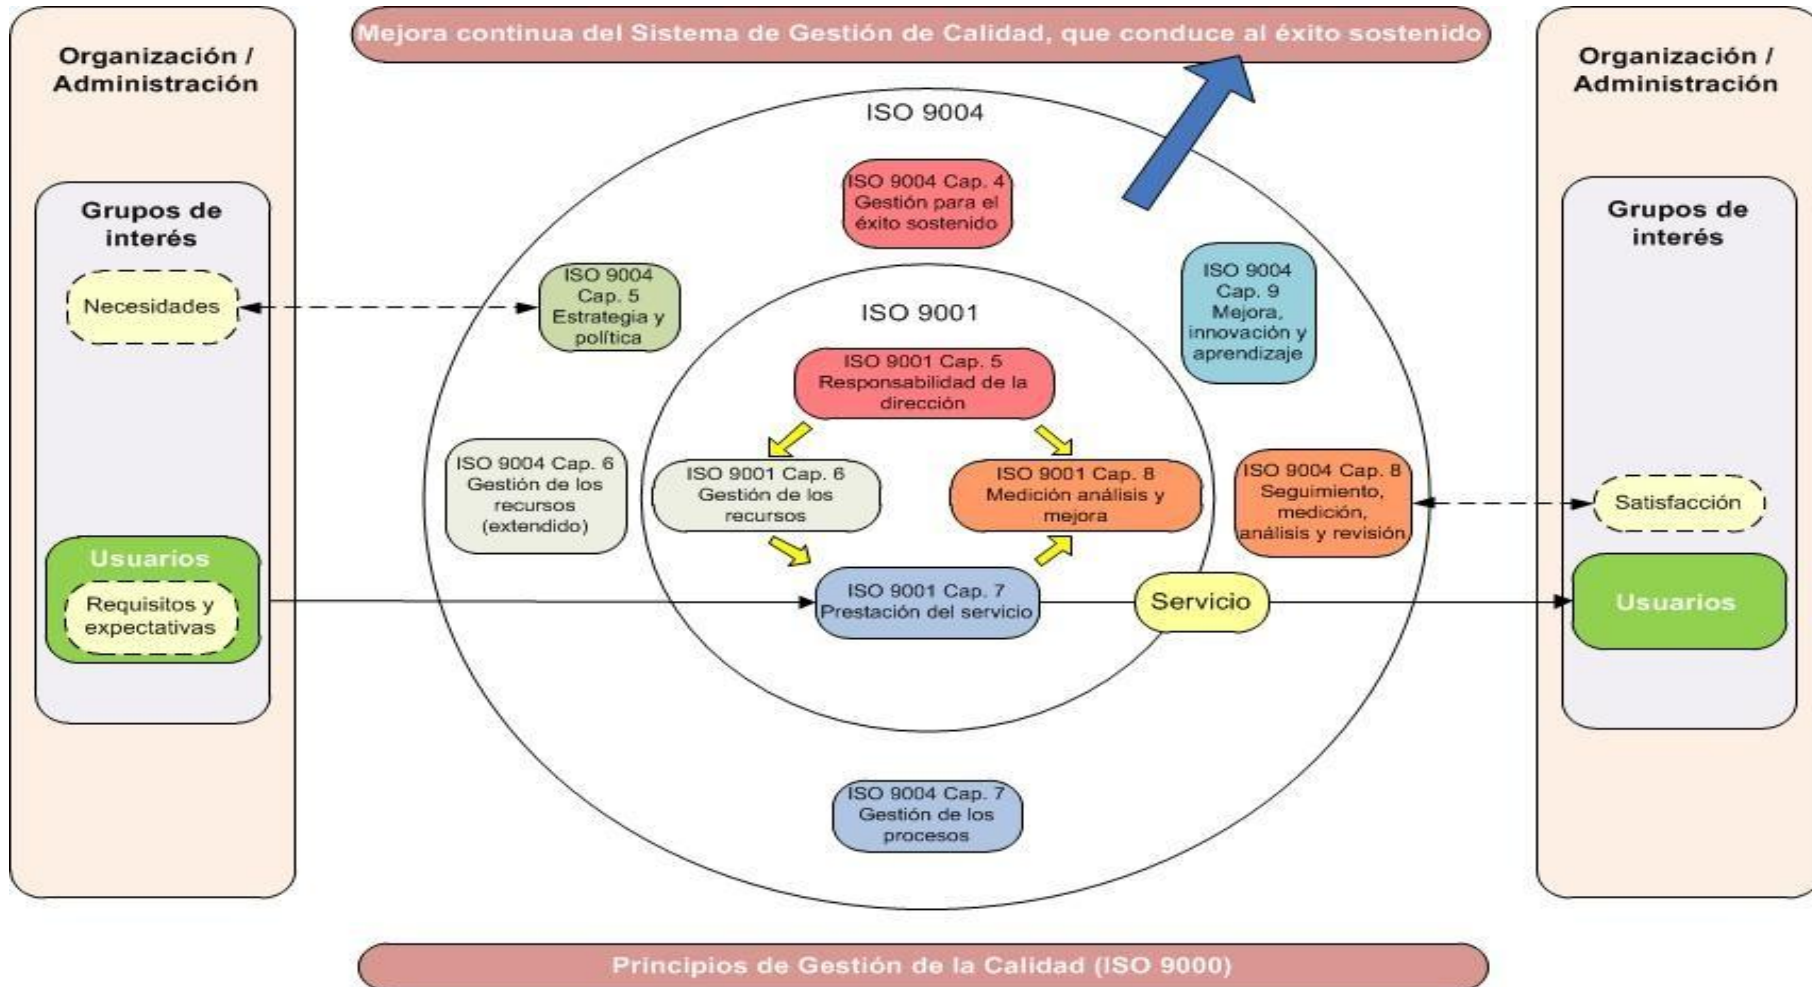 Mejora continua del Sistema de Gestión de Calidad, que conduce al éxito sostenido
Organización /
Administración
Grupos de
interés
Necesidades
Usuarios
Requisitos y
expectativas
ISO 9004
ISO 9004 Cap. 4
Gestión para el
éxito sostenido
ISO 9004
Cap. 5
Estrategia y
política
ISO 9004
Cap. 9
Mejora,
innovación y
aprendizaje
ISO 9001
ISO 9001 Cap. 5
Responsabilidad de la
dirección
ISO 9004 Cap. 6
Gestión de los
recursos
(extendido)
ISO 9001 Cap. 6
Gestión de los
recursos
ISO 9001 Cap. 8
Medición análisis y
mejora
ISO 9004 Cap. 8
Seguimiento,
medición,
análisis y revisión
ISO 9001 Cap. 7
Prestación del servicio
Servicio
ISO 9004 Cap. 7
Gestión de los
procesos
Organización /
Administración
Grupos de
interés
Satisfacción
Usuarios
Principios de Gestión de la Calidad (ISO 9000)